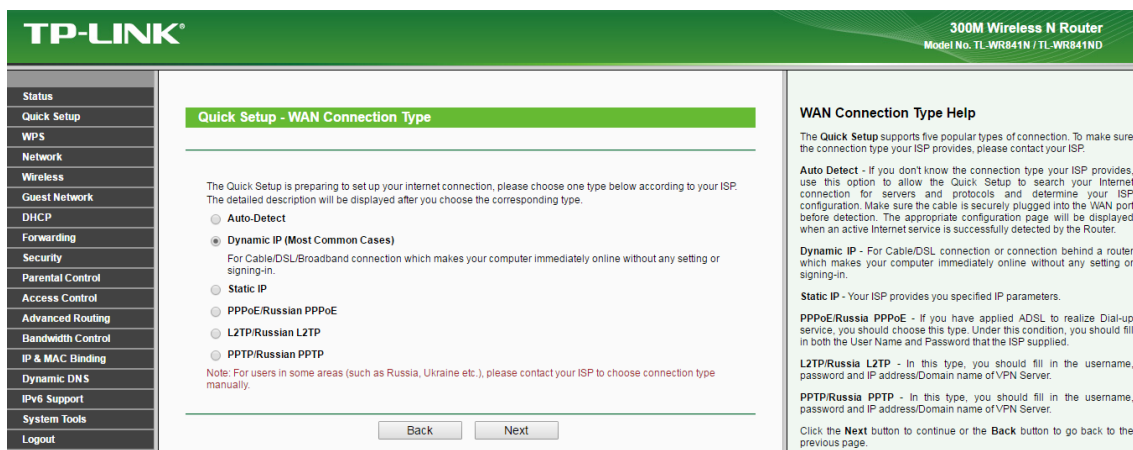 TP-LINK®
300M Wireless N Router
Model No. TL-WR841N / TL-WR841ND
Status
Quick Setup
WPS
Network
Wireless
Guest Network
DHCP
Forwarding
Security
Parental Control
Access Control
Advanced Routing
Bandwidth Control
IP & MAC Binding
Dynamic DNS
IPv6 Support
System Tools
Logout
Quick Setup - WAN Connection Type
The Quick Setup is preparing to set up your internet connection, please choose one type below according to your ISP.
The detailed description will be displayed after you choose the corresponding type.
Auto-Detect
Dynamic IP (Most Common Cases)
For Cable/DSL/Broadband connection which makes your computer immediately online without any setting or
signing-in.
Static IP
PPPoE/Russian PPPoE
L2TP/Russian L2TP
PPTP/Russian PPTP
Note: For users in some areas (such as Russia, Ukraine etc.), please contact your ISP to choose connection type
manually.
Back
Next
WAN Connection Type Help
The Quick Setup supports five popular types of connection. To make sure
the connection type your ISP provides, please contact your ISP.
Auto Detect - If you don't know the connection type your ISP provides,
use this option to allow the Quick Setup to search your Internet
connection for servers and protocols and determine your ISP
configuration. Make sure the cable is securely plugged into the WAN port
before detection. The appropriate configuration page will be displayed
when an active Internet service is successfully detected by the Router.
Dynamic IP - For Cable/DSL connection or connection behind a router
which makes your computer immediately online without any setting or
signing-in.
Static IP - Your ISP provides you specified IP parameters.
PPPoE/Russia PPPoE - If you have applied ADSL to realize Dial-up
service, you should choose this type. Under this condition, you should fill
in both the User Name and Password that the ISP supplied.
L2TP/Russia L2TP - In this type, you should fill in the username,
password and IP address/Domain name of VPN Server.
PPTP/Russia PPTP - In this type, you should fill in the username,
password and IP address/Domain name of VPN Server.
Click the Next button to continue or the Back button to go back to the
previous page.